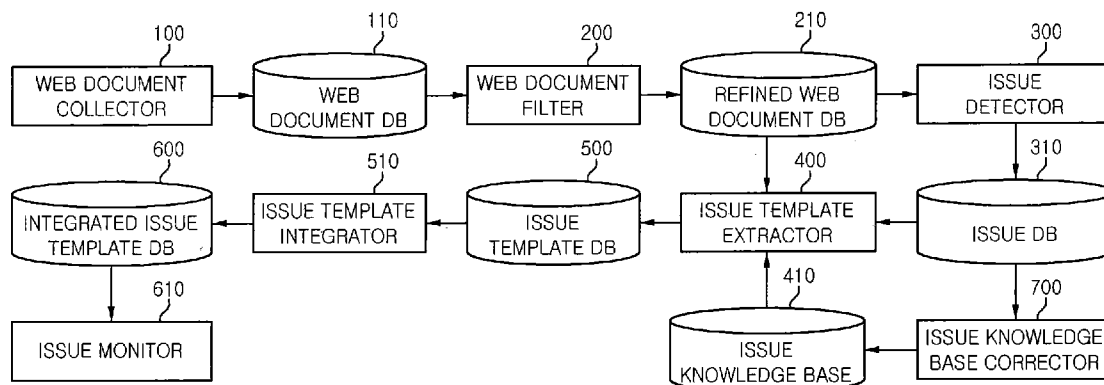 100
110
200
210
300
WEB DOCUMENT
COLLECTOR
WEB
DOCUMENT DB
WEB DOCUMENT
FILTER
REFINED WEB
DOCUMENT DB
ISSUE
DETECTOR
600
510
500
400
310
INTEGRATED ISSUE
TEMPLATE DB
ISSUE TEMPLATE
INTEGRATOR
ISSUE
TEMPLATE DB
ISSUE TEMPLATE
EXTRACTOR
ISSUE DB
610
410
700
ISSUE MONITOR
ISSUE
KNOWLEDGE BASE
ISSUE KNOWLEDGE
BASE CORRECTOR